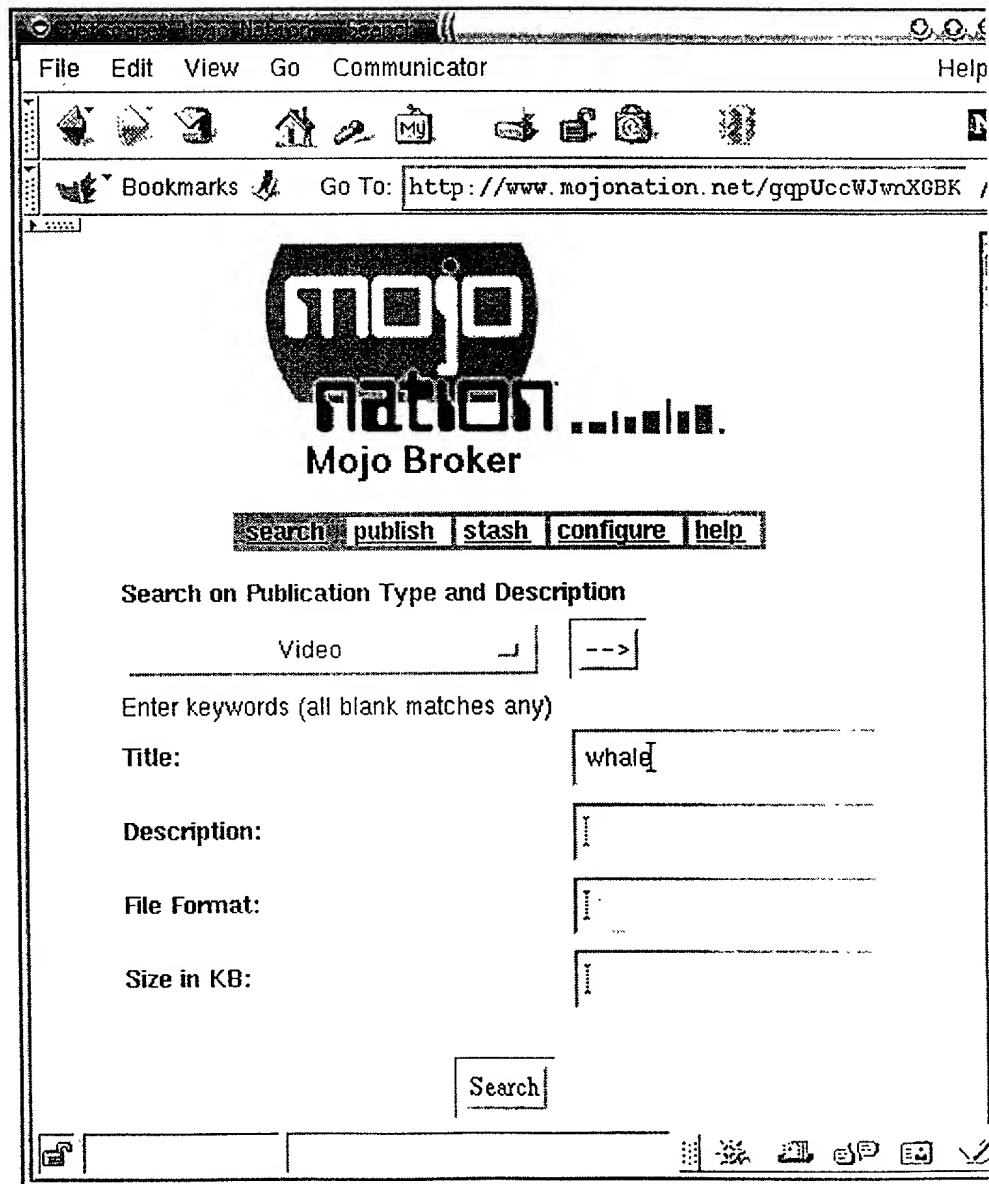 File Edit View Go Communicator Help
My
Bookmarks Go To: http://www.mojonation.net/gqpUccWJwnXGBK /
mojo
nation
Mojo Broker
search publish stash configure help
Search on Publication Type and Description
Video -->
Enter keywords (all blank matches any)
Title: whale
Description:
File Format:
Size in KB:
Search